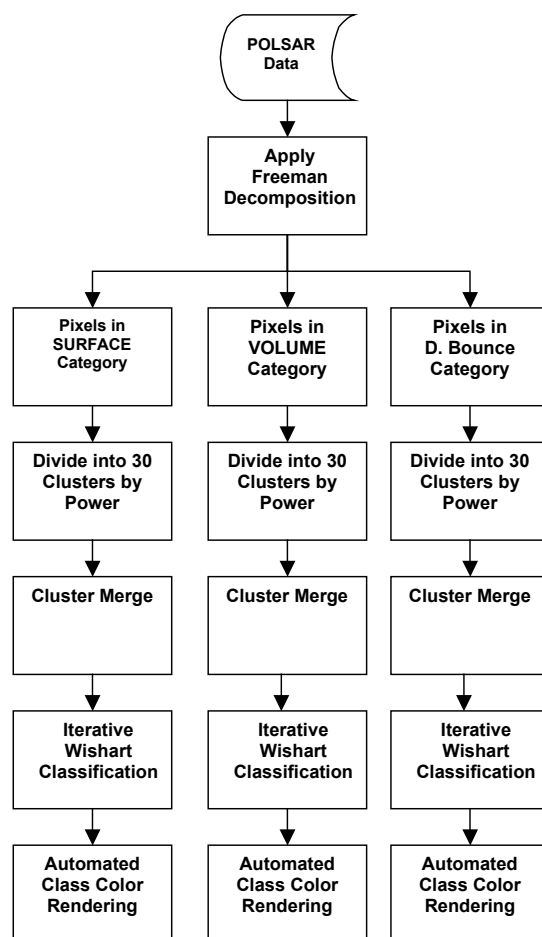 POLSAR
Data
Apply
Freeman
Decomposition
Pixels in
SURFACE
Category
Pixels in
VOLUME
Category
Pixels in
D. Bounce
Category
Divide into 30
Clusters by
Power
Divide into 30
Clusters by
Power
Divide into 30
Clusters by
Power
Cluster Merge
Cluster Merge
Cluster Merge
Iterative
Wishart
Classification
Iterative
Wishart
Classification
Iterative
Wishart
Classification
Automated
Class Color
Rendering
Automated
Class Color
Rendering
Automated
Class Color
Rendering